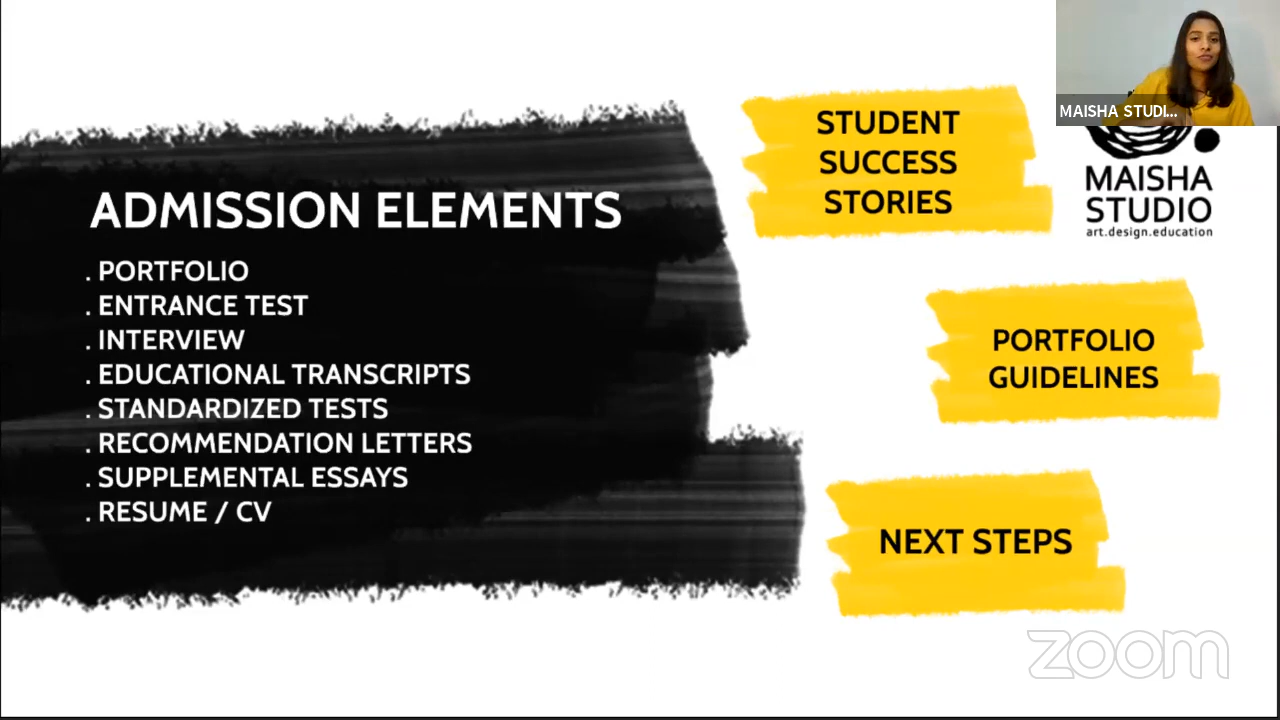 ADMISSION ELEMENTS
. PORTFOLIO
. ENTRANCE TEST
. INTERVIEW
. EDUCATIONAL TRANSCRIPTS
. STANDARDIZED TESTS
. RECOMMENDATION LETTERS
. SUPPLEMENTAL ESSAYS
. RESUME / CV
STUDENT
SUCCESS
STORIES
MAISHA STUDI...
MAISHA
STUDIO
art.design.education
PORTFOLIO
GUIDELINES
NEXT STEPS
zoom